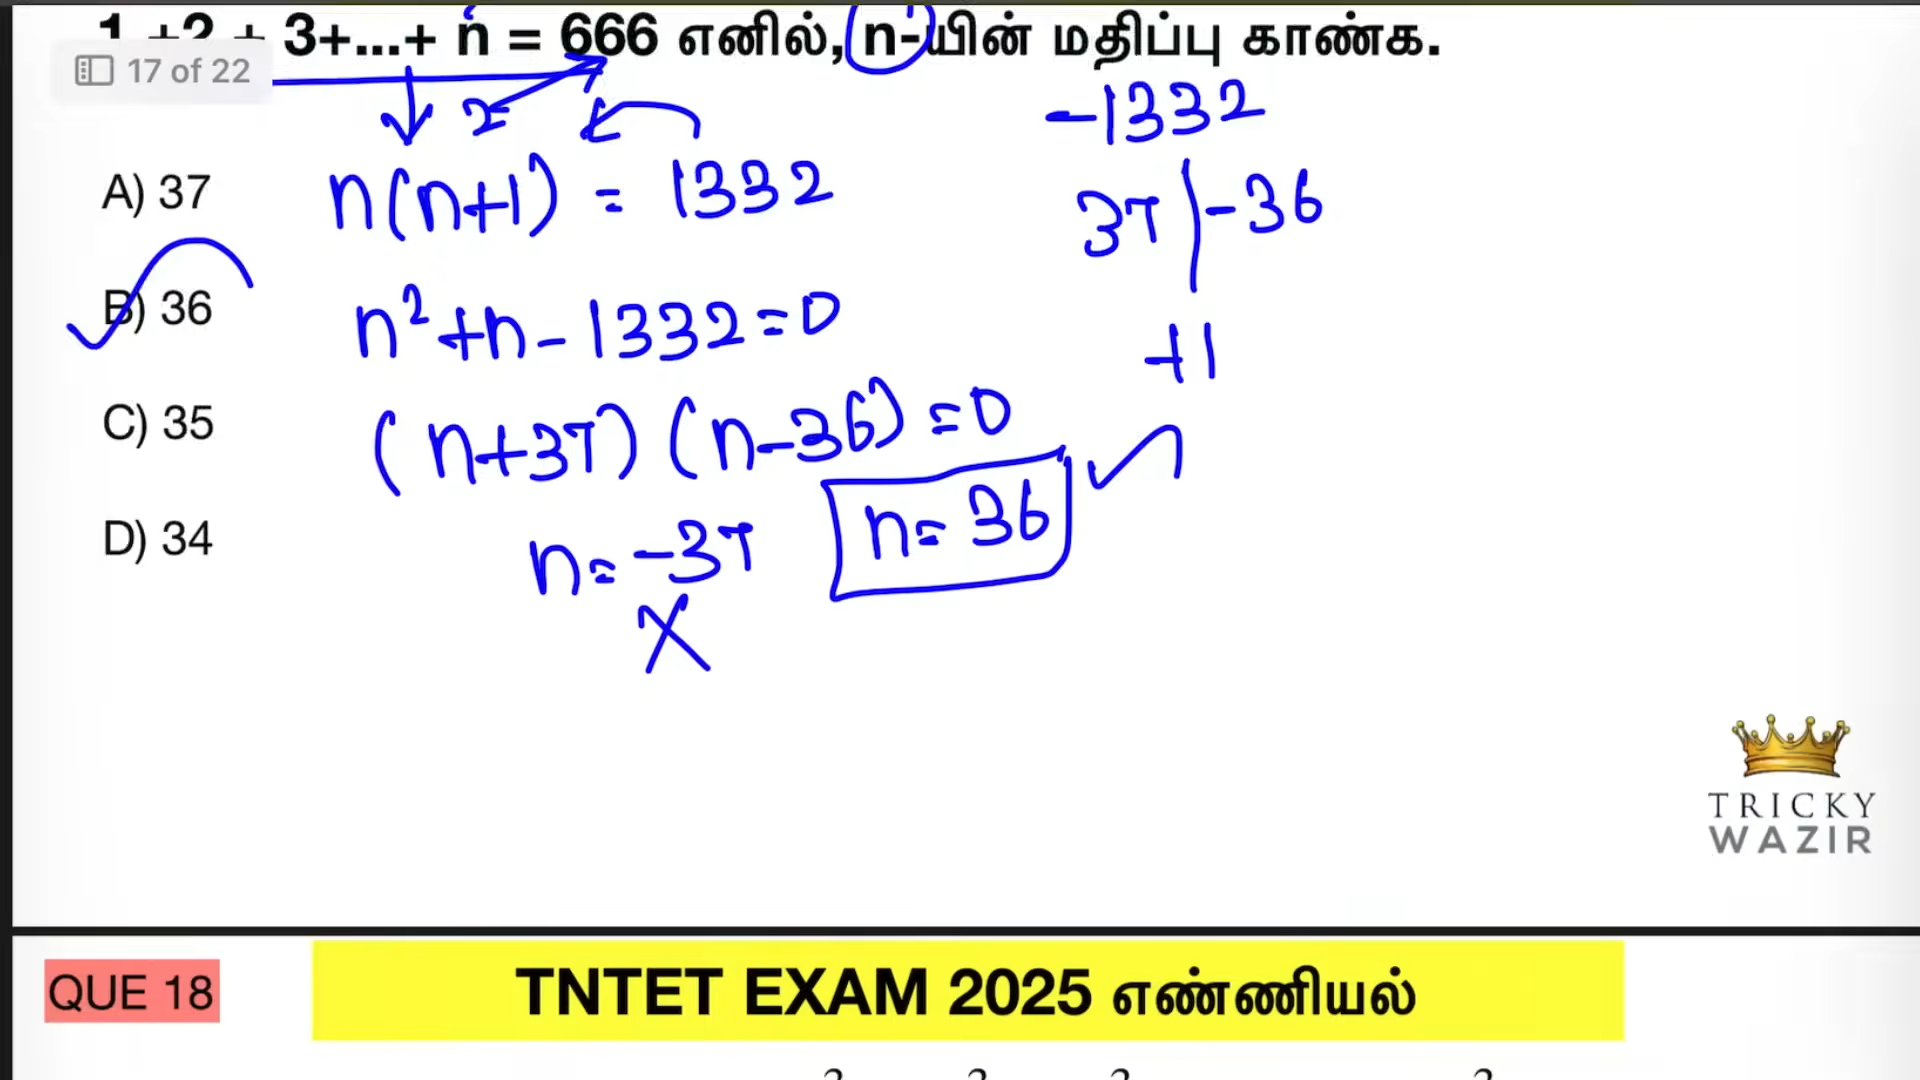 1 +2 + 3+...+ n = 666 எனில், n-யின் மதிப்பு காண்க.
17 of 22
2
-1332
A) 37
n(n+1) = 1332
37 | -36
B) 36
n² +n - 1332 = 0
+1
C) 35
(n+37) (n-36) = 0
D) 34
n = -37
n = 36
TRICKY
WAZIR
QUE 18
TNTET EXAM 2025 எண்ணியல்